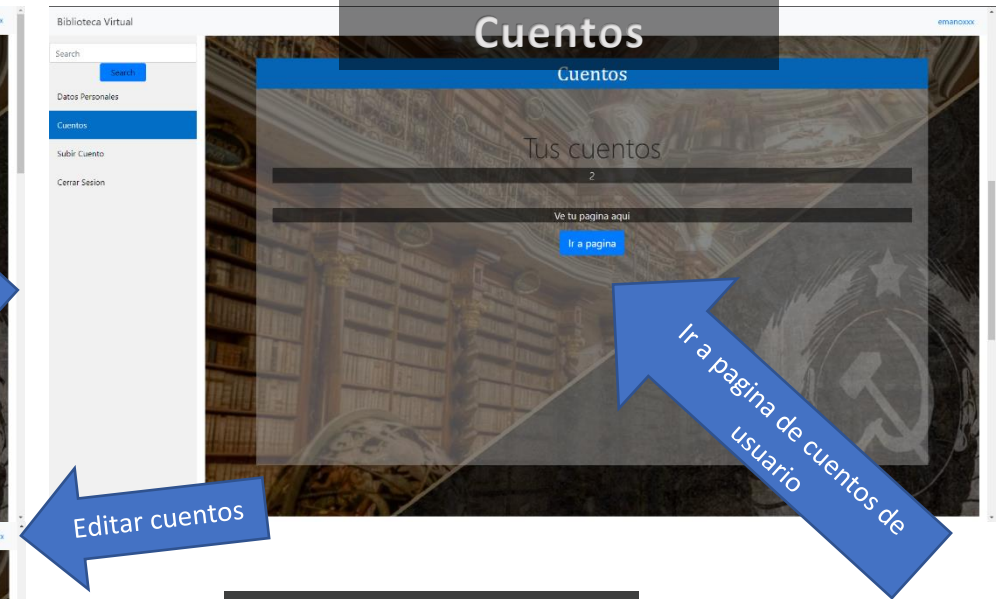 Cuentos
Biblioteca Virtual
emanoxxx
Search
Search
Cuentos
Datos Personales
Cuentos
Subir Cuento
Cerrar Sesion
Tus cuentos
2
Ve tu pagina aqui
Ir a pagina
Ir a pagina de cuentos de
usuario
Editar cuentos